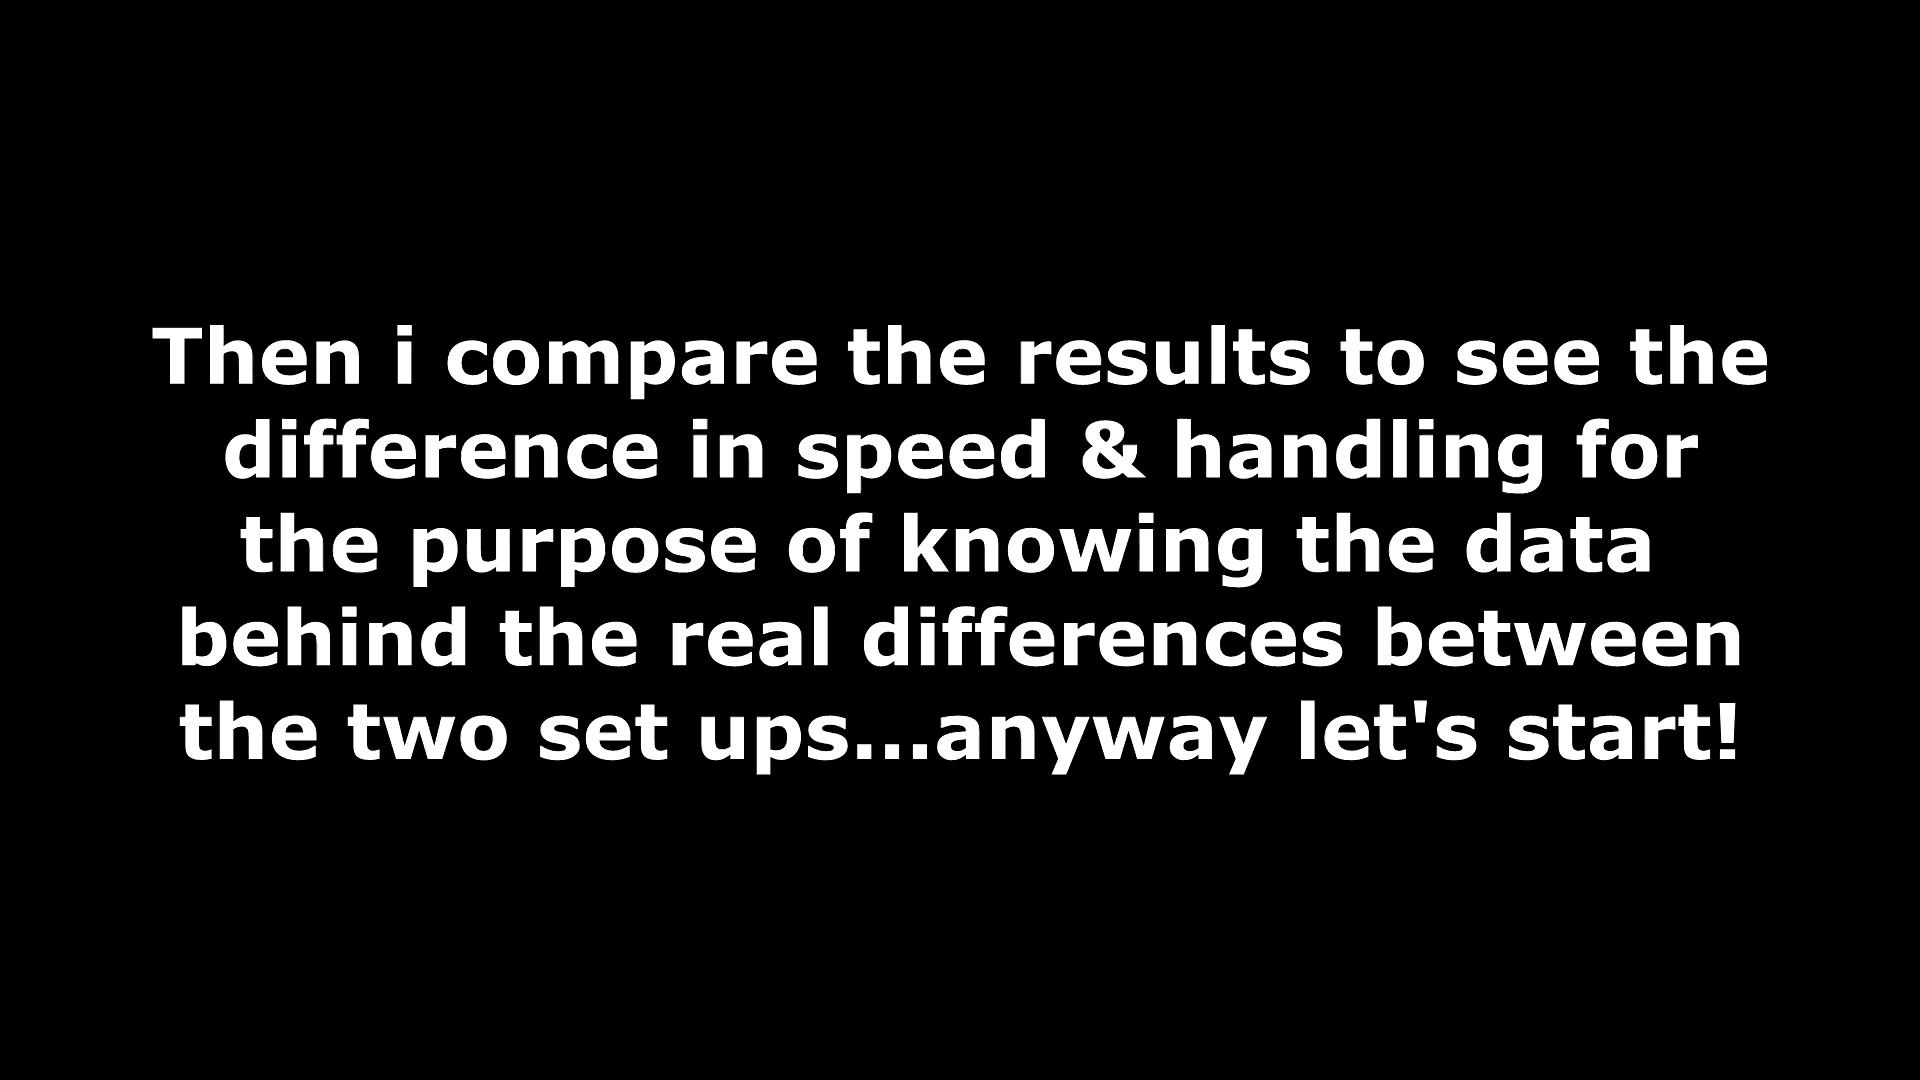 Then i compare the results to see the
difference in speed & handling for
the purpose of knowing the data
behind the real differences between
the two set ups...anyway let's start!